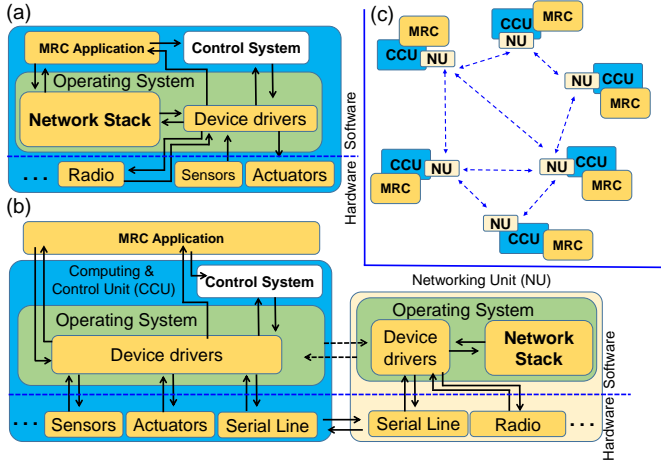 (a)
MRC Application
Control System
Operating System
Network Stack
Device drivers
Software
Hardware
. . .
Radio
Sensors
Actuators
(b)
MRC Application
Computing &
Control Unit (CCU)
Control System
Operating System
Device drivers
. . .
Sensors
Actuators
Serial Line
Networking Unit (NU)
Operating System
Device
drivers
Network
Stack
Software
Hardware
Serial Line
Radio
. . .
(c)
MRC
CCU
NU
CCU
MRC
NU
NU
CCU
MRC
CCU
MRC
NU
NU
CCU
MRC
NU
CCU
MRC